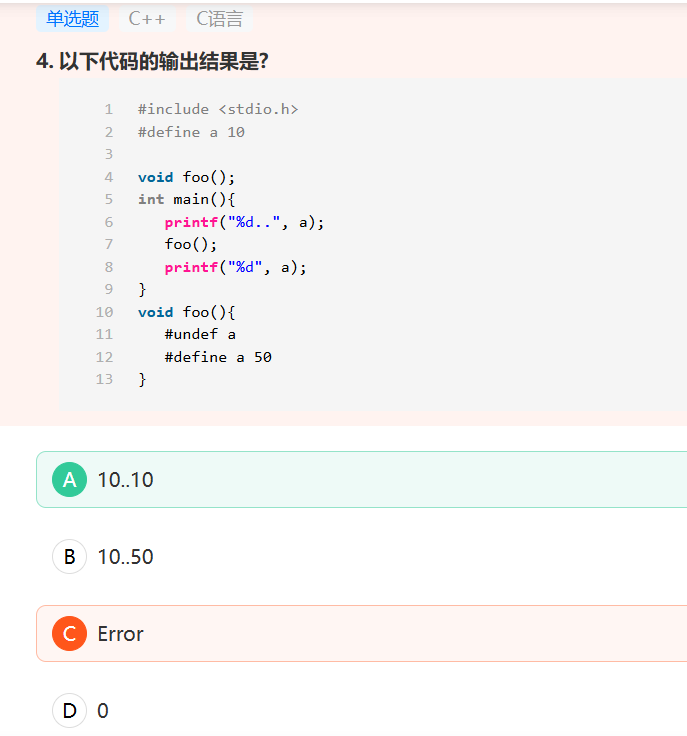 单选题 C++ C语言
4. 以下代码的输出结果是?
1 #include <stdio.h>
2 #define a 10
3
4 void foo();
5 int main(){
6 printf("%d..", a);
7 foo();
8 printf("%d", a);
9 }
10 void foo(){
11 #undef a
12 #define a 50
13 }
A 10..10
B 10..50
C Error
D 0